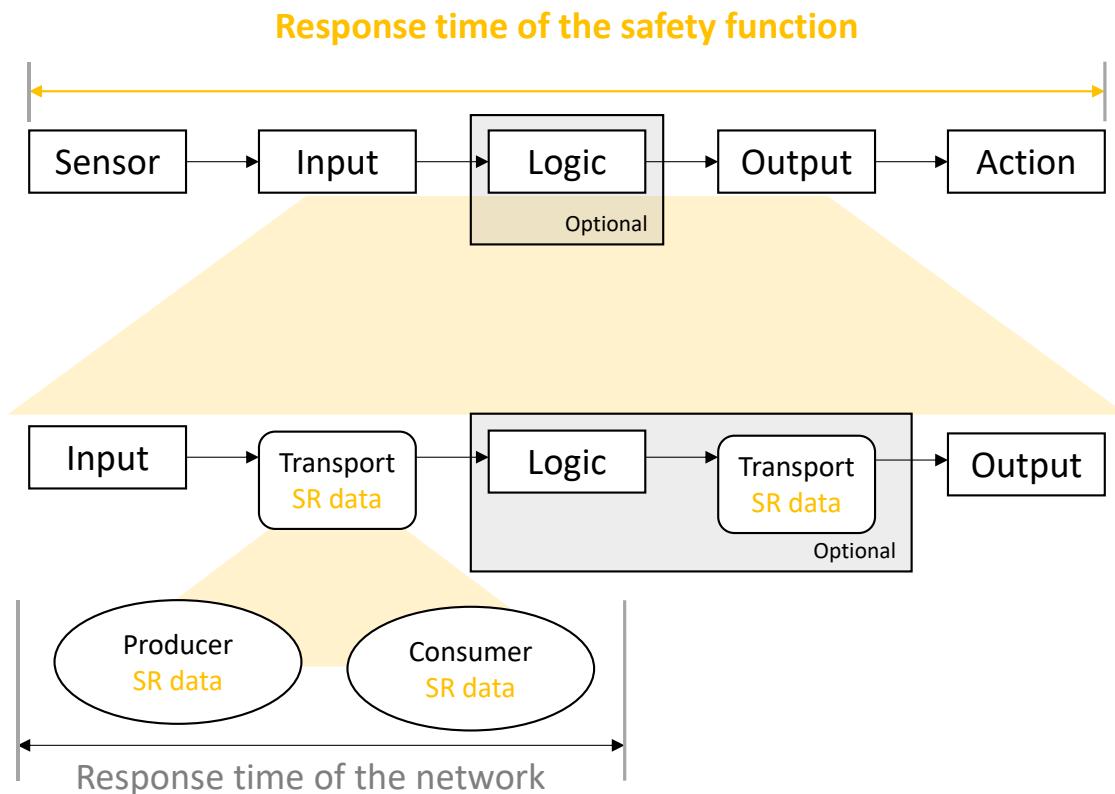 Response time of the safety function
Sensor
Input
Logic
Output
Action
Optional
Input
Transport
SR data
Logic
Transport
SR data
Output
Optional
Producer
SR data
Consumer
SR data
Response time of the network